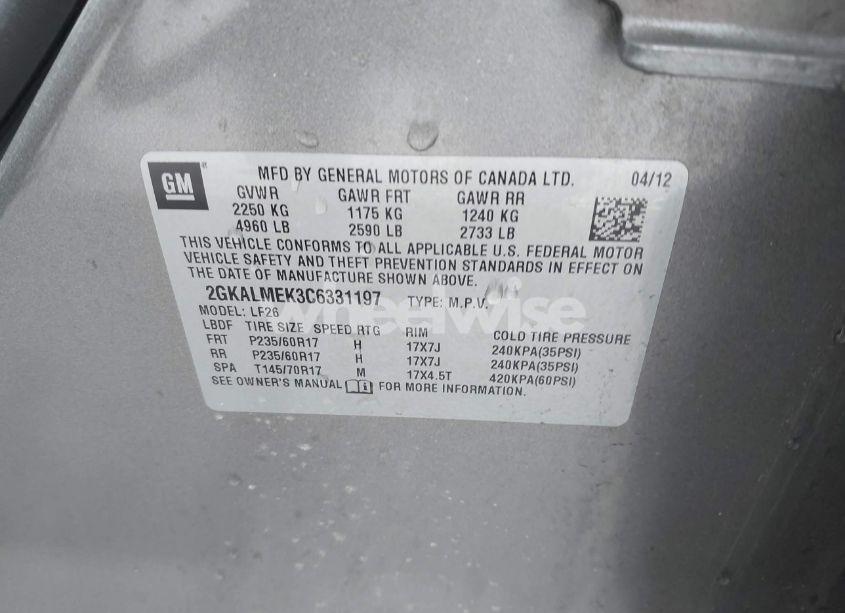 GM
MFD BY GENERAL MOTORS OF CANADA LTD. 04/12
GVWR GAWR FRT GAWR RR
2250 KG 1175 KG 1240 KG
4960 LB 2590 LB 2733 LB
THIS VEHICLE CONFORMS TO ALL APPLICABLE U.S. FEDERAL MOTOR
VEHICLE SAFETY AND THEFT PREVENTION STANDARDS IN EFFECT ON
THE DATE OF MANUFACTURE SHOWN ABOVE.
2GKALMEK3C6331197 TYPE: M.P.V.
wheelwise
MODEL: LF26
LBDF TIRE SIZE SPEED RTG RIM COLD TIRE PRESSURE
FRT P235/60R17 H 17X7J 240KPA(35PSI)
RR P235/60R17 H 17X7J 240KPA(35PSI)
SPA T145/70R17 M 17X4.5T 420KPA(60PSI)
SEE OWNER'S MANUAL FOR MORE INFORMATION.